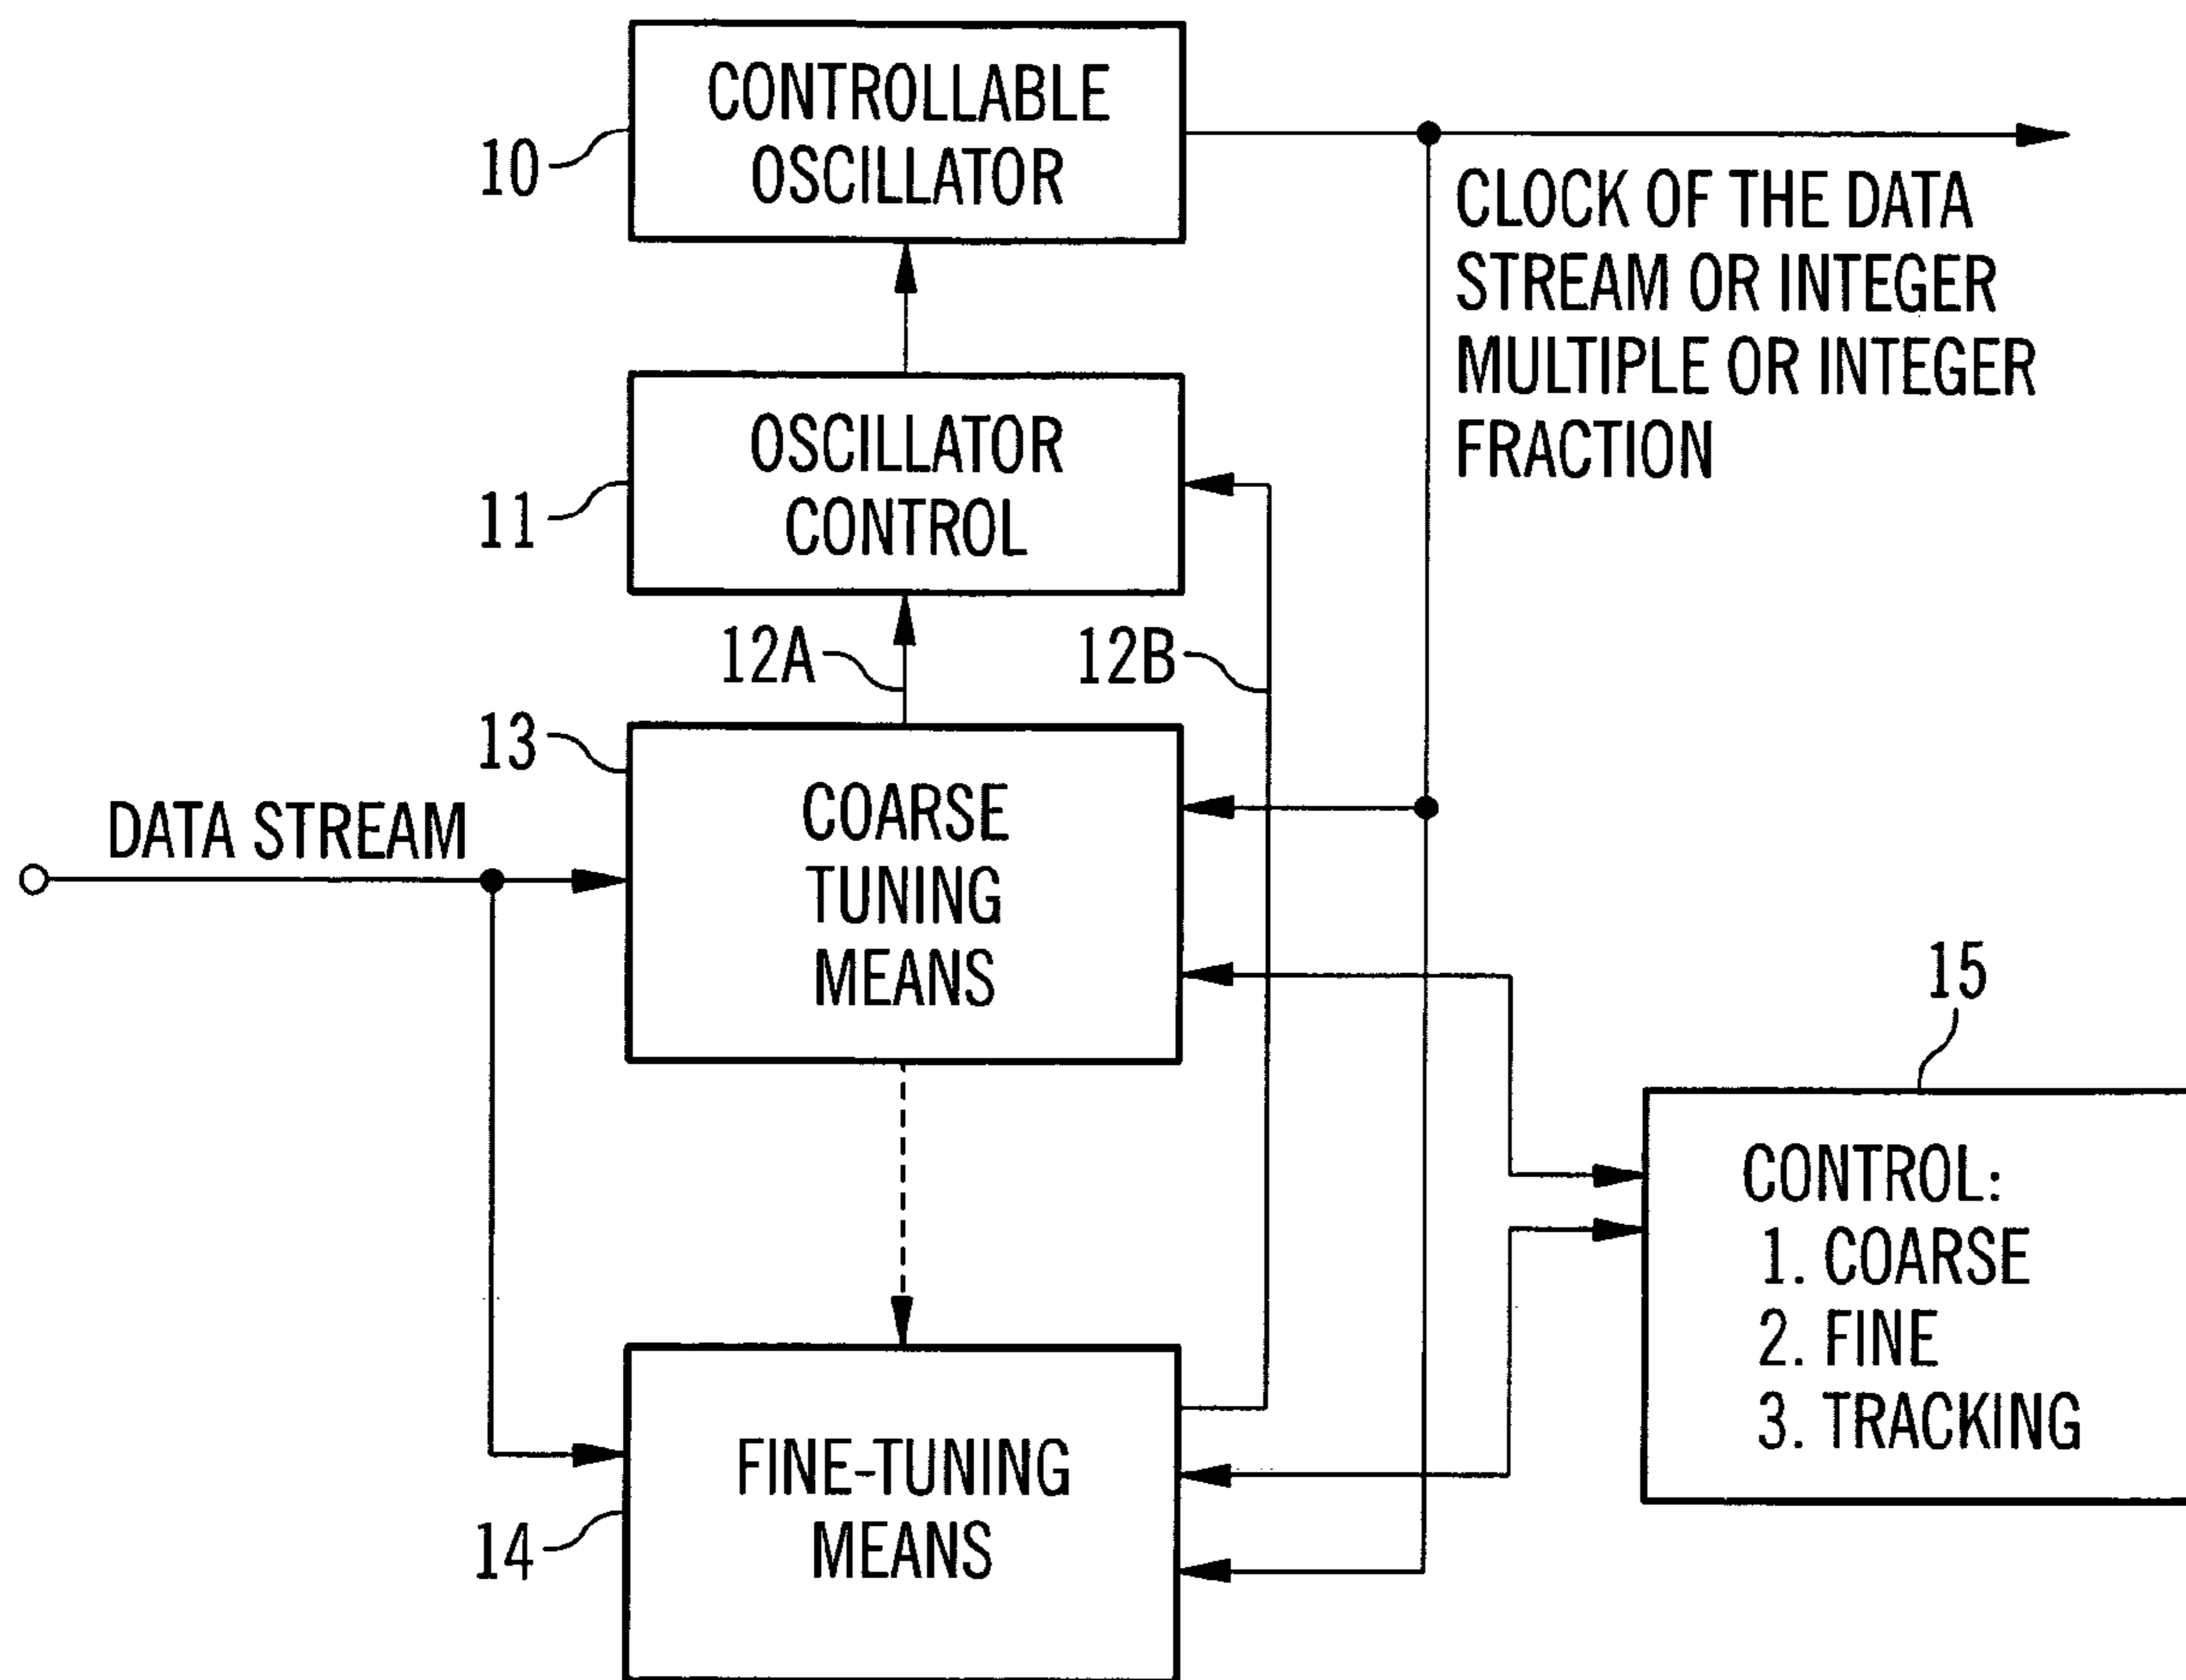 CONTROLLABLE
OSCILLATOR
10
CLOCK OF THE DATA
STREAM OR INTEGER
MULTIPLE OR INTEGER
FRACTION
OSCILLATOR
CONTROL
11
12A
12B
13
COARSE
TUNING
MEANS
DATA STREAM
15
CONTROL:
1. COARSE
2. FINE
3. TRACKING
FINE-TUNING
MEANS
14